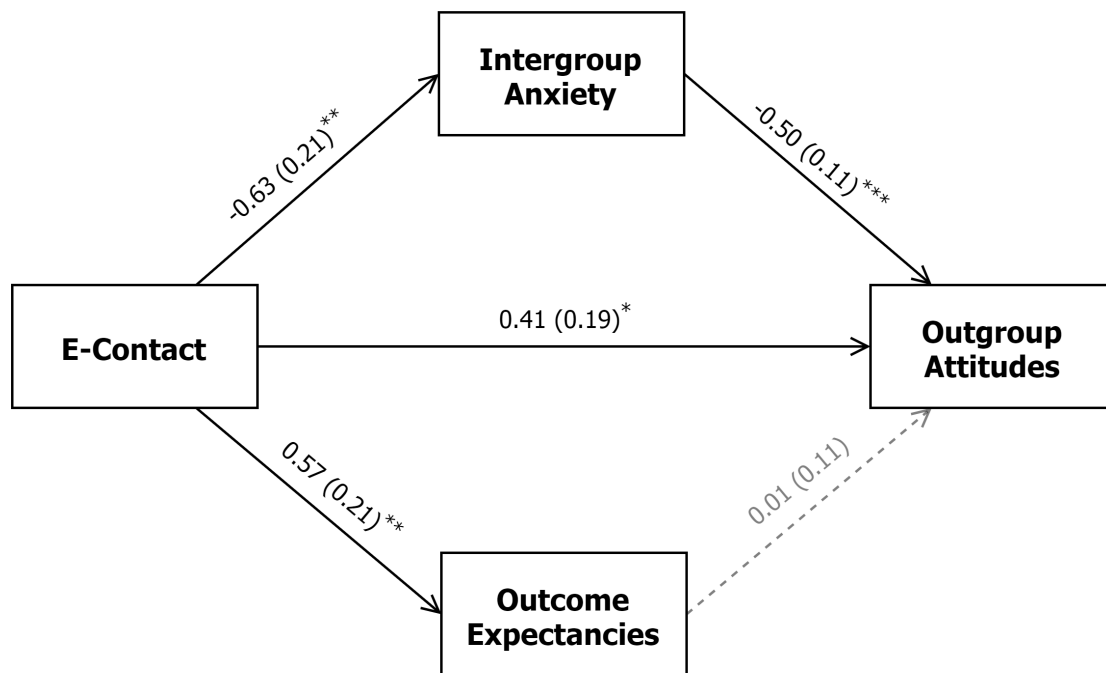 Intergroup
Anxiety
-0.63 (0.21)**
-0.50 (0.11)***
E-Contact
0.41 (0.19)*
Outgroup
Attitudes
0.57 (0.21)**
0.01 (0.11)
Outcome
Expectancies